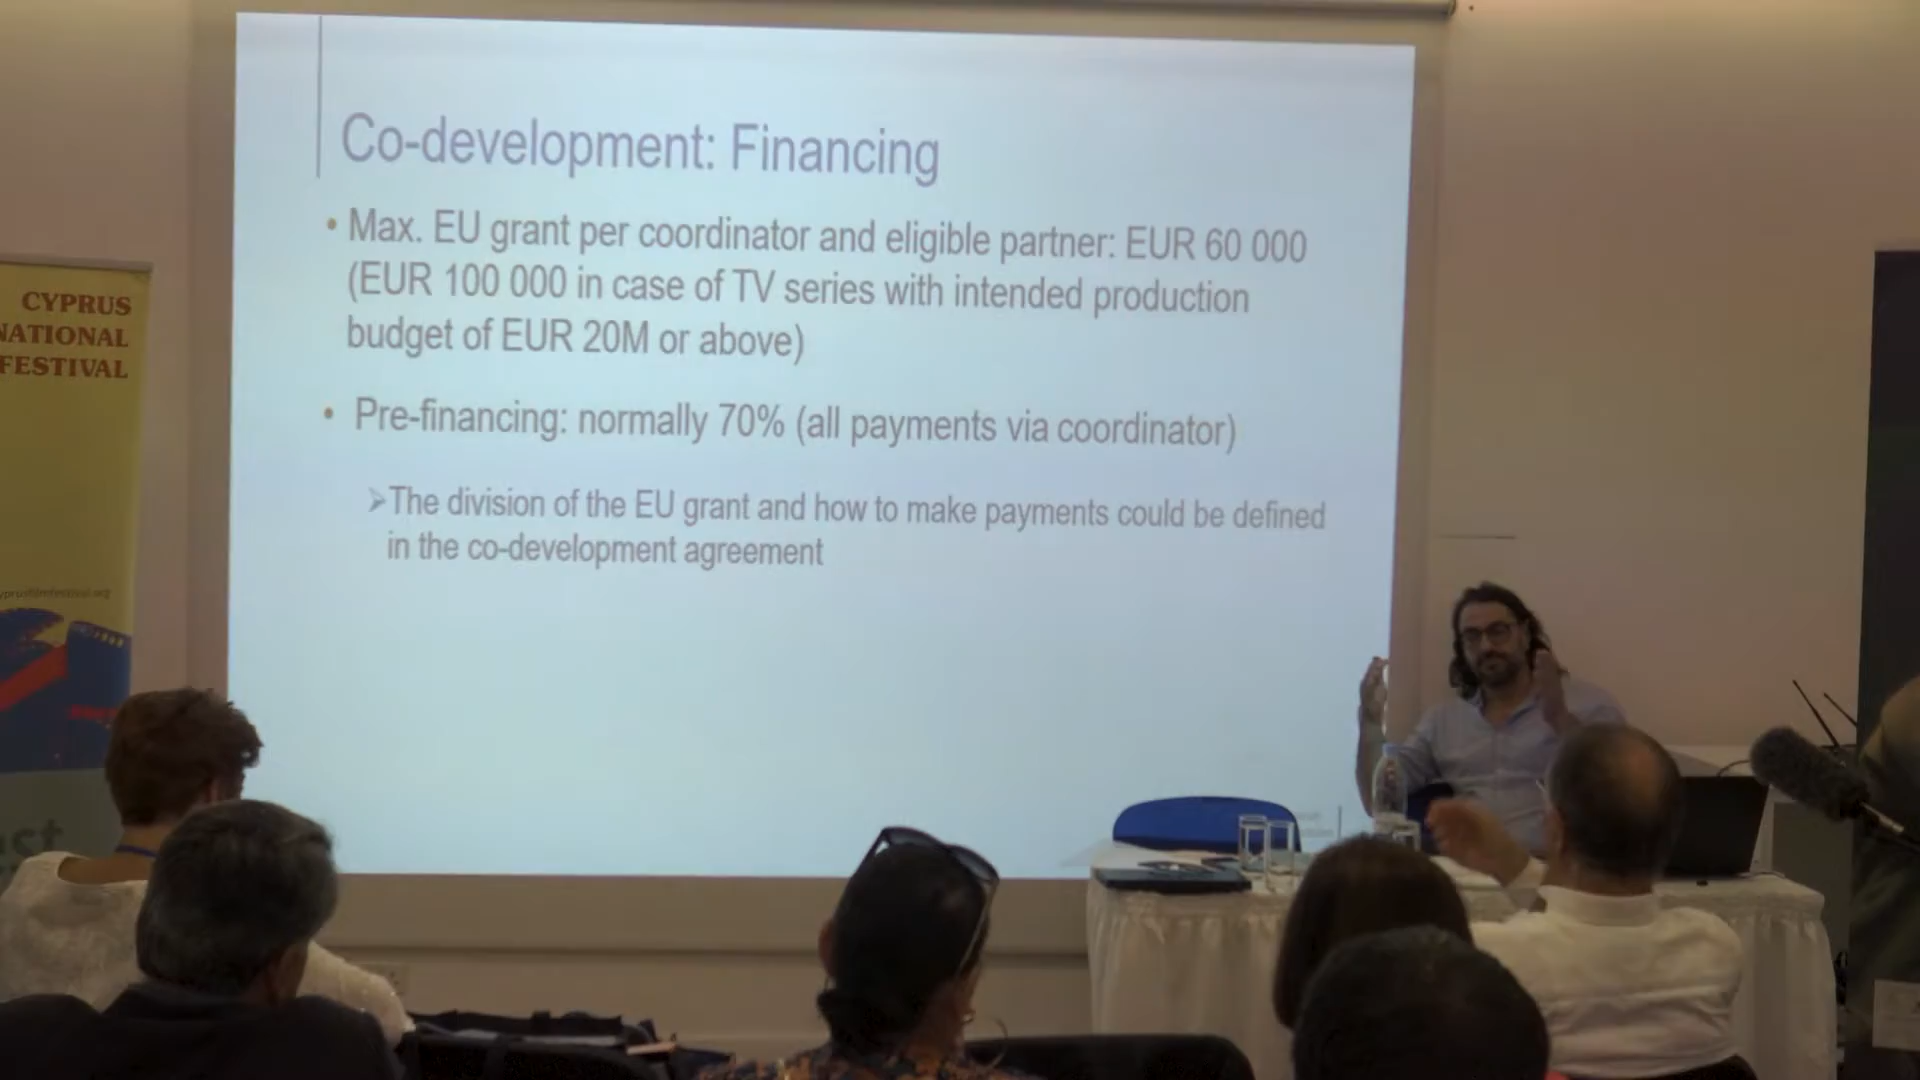 Co-development: Financing
• Max. EU grant per coordinator and eligible partner: EUR 60 000
(EUR 100 000 in case of TV series with intended production
budget of EUR 20M or above)
• Pre-financing: normally 70% (all payments via coordinator)
➢The division of the EU grant and how to make payments could be defined
in the co-development agreement
CYPRUS
NATIONAL
FESTIVAL
yprusfilmfestival.org
est